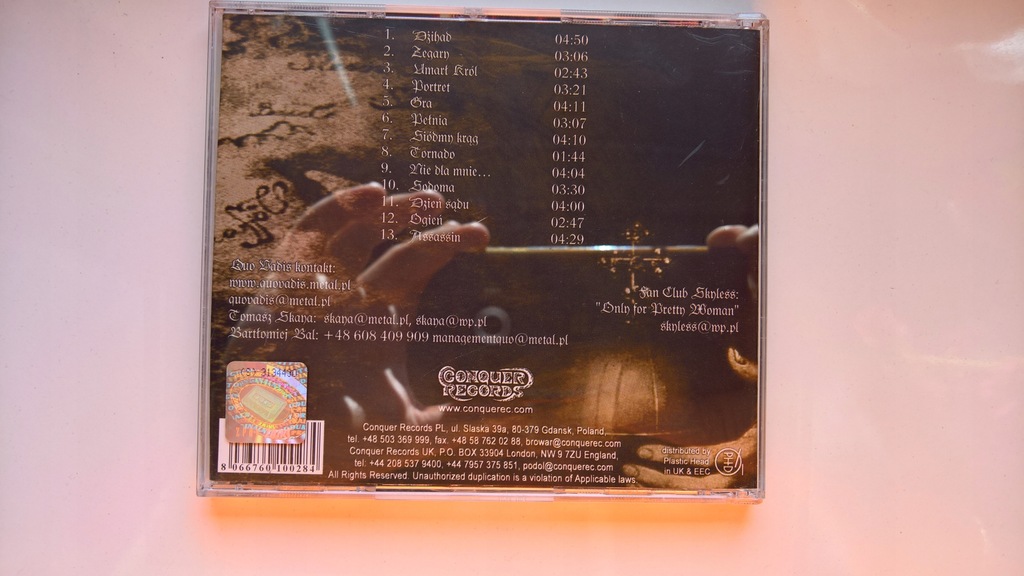 1. Dżihad 04:50
2. Zegary 03:06
3. Umarł Król 02:43
4. Portret 03:21
5. Gra 04:11
6. Pełnia 03:07
7. Siódmy krąg 04:10
8. Tornado 01:44
9. Nie dla mnie... 04:04
10. Sodoma 03:30
11. Dzień sądu 04:00
12. Ogień 02:47
13. Assassin 04:29
Quo Vadis kontakt:
www.quovadis.metal.pl
quovadis@metal.pl
Tomasz Skaya: skaya@metal.pl, skaya@wp.pl
Bartłomiej Bal: +48 608 409 909 managementquo@metal.pl
Fan Club Skyless:
"Only for Pretty Woman"
skyless@wp.pl
CONQUER
RECORDS
www.conquerec.com
Conquer Records PL, ul. Slaska 39a, 80-379 Gdansk, Poland,
tel. +48 503 369 999, fax. +48 58 762 02 88, browar@conquerec.com
Conquer Records UK, P.O. BOX 33904 London, NW 9 7ZU England,
tel: +44 208 537 9400, +44 7957 375 851, podol@conquerec.com
All Rights Reserved. Unauthorized duplication is a violation of Applicable laws
distributed by
Plastic Head
in UK & EEC
PHD
8 066760 100284